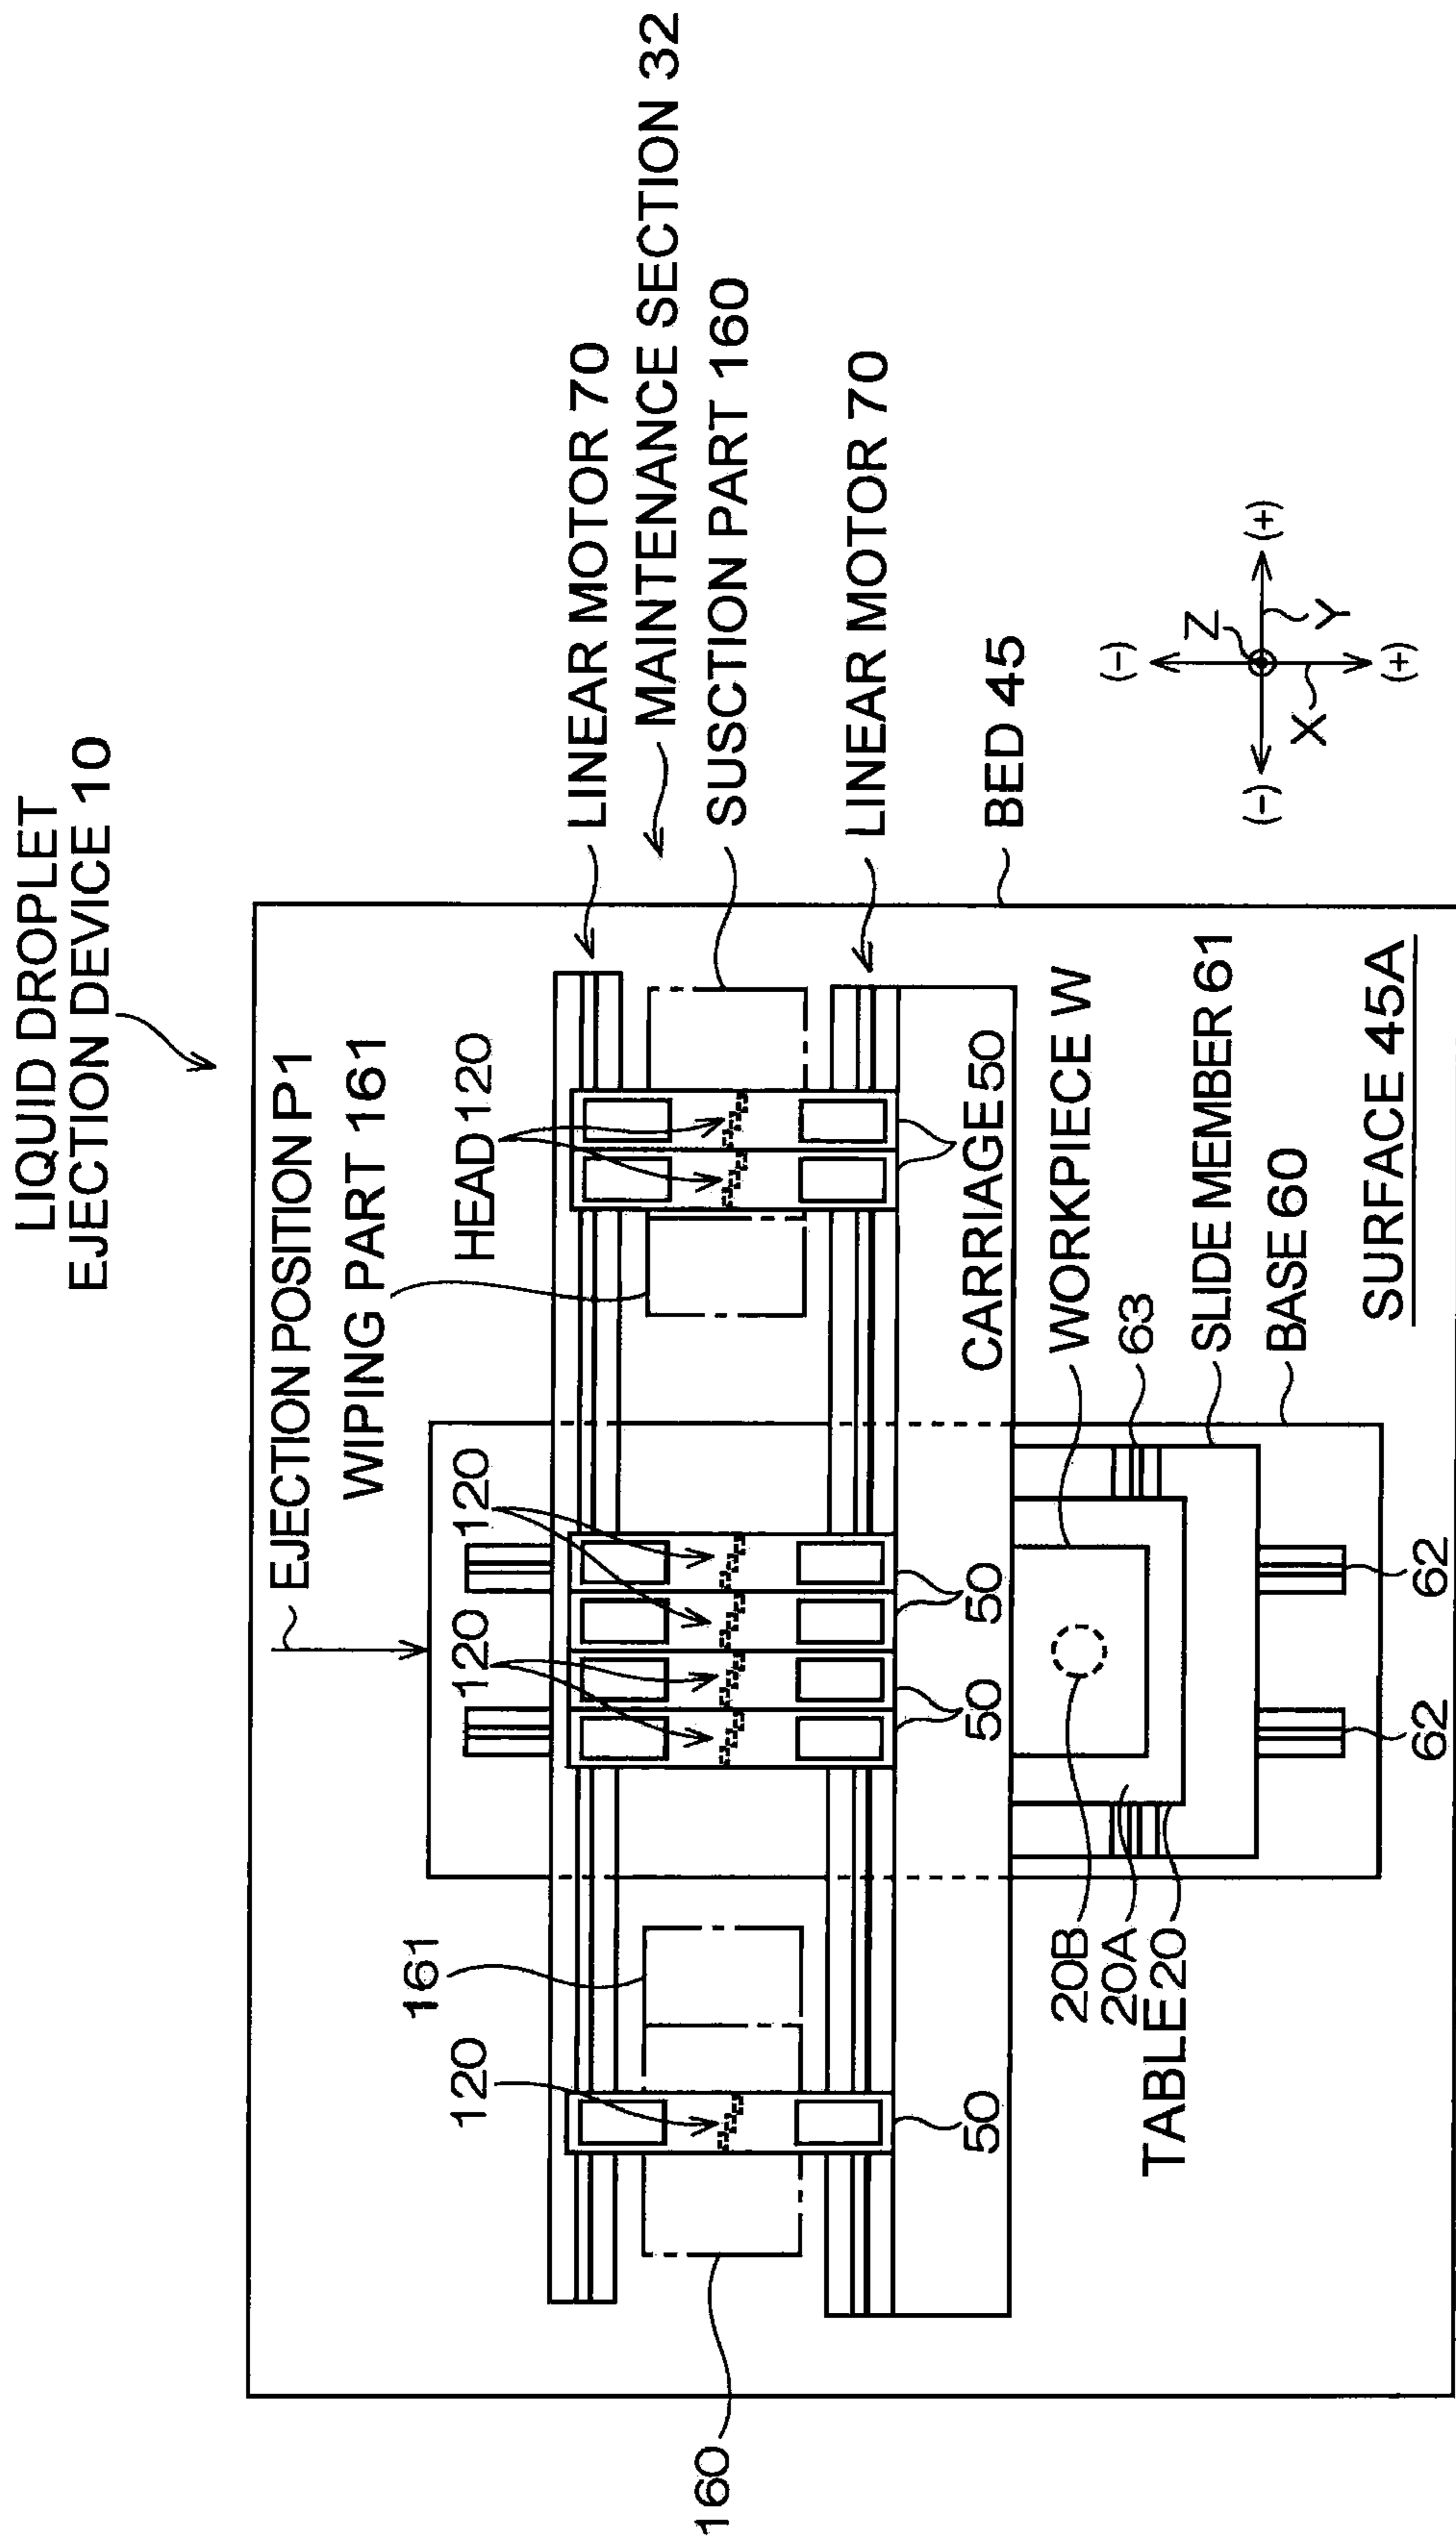 LIQUID DROPLET
EJECTION DEVICE 10
EJECTION POSITION P1
WIPING PART 161
HEAD 120
LINEAR MOTOR 70
MAINTENANCE SECTION 32
SUSCTION PART 160
LINEAR MOTOR 70
BED 45
161
120
120
120
160
50
50
50
CARRIAGE 50
WORKPIECE W
63
SLIDE MEMBER 61
BASE 60
SURFACE 45A
20B
20A
TABLE 20
62
62
(-)
(-)
Z
(+)
X
Y
(+)